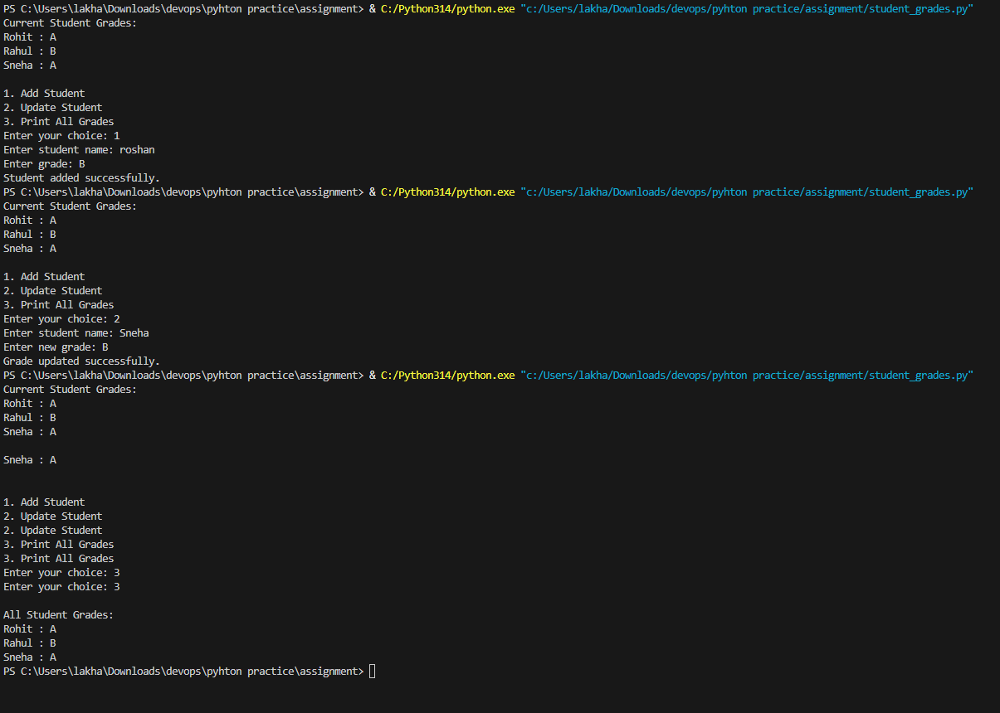 PS C:\Users\lakha\Downloads\devops\pyhton practice\assignment> & C:/Python314/python.exe "c:/Users/lakha/Downloads/devops/pyhton practice/assignment/student_grades.py"
Current Student Grades:
Rohit : A
Rahul : B
Sneha : A
1. Add Student
2. Update Student
3. Print All Grades
Enter your choice: 1
Enter student name: roshan
Enter grade: B
Student added successfully.
PS C:\Users\lakha\Downloads\devops\pyhton practice\assignment> & C:/Python314/python.exe "c:/Users/lakha/Downloads/devops/pyhton practice/assignment/student_grades.py"
Current Student Grades:
Rohit : A
Rahul : B
Sneha : A
1. Add Student
2. Update Student
3. Print All Grades
Enter your choice: 2
Enter student name: Sneha
Enter new grade: B
Grade updated successfully.
PS C:\Users\lakha\Downloads\devops\pyhton practice\assignment> & C:/Python314/python.exe "c:/Users/lakha/Downloads/devops/pyhton practice/assignment/student_grades.py"
Current Student Grades:
Rohit : A
Rahul : B
Sneha : A
Sneha : A
1. Add Student
2. Update Student
2. Update Student
3. Print All Grades
3. Print All Grades
Enter your choice: 3
Enter your choice: 3
All Student Grades:
Rohit : A
Rahul : B
Sneha : A
PS C:\Users\lakha\Downloads\devops\pyhton practice\assignment>